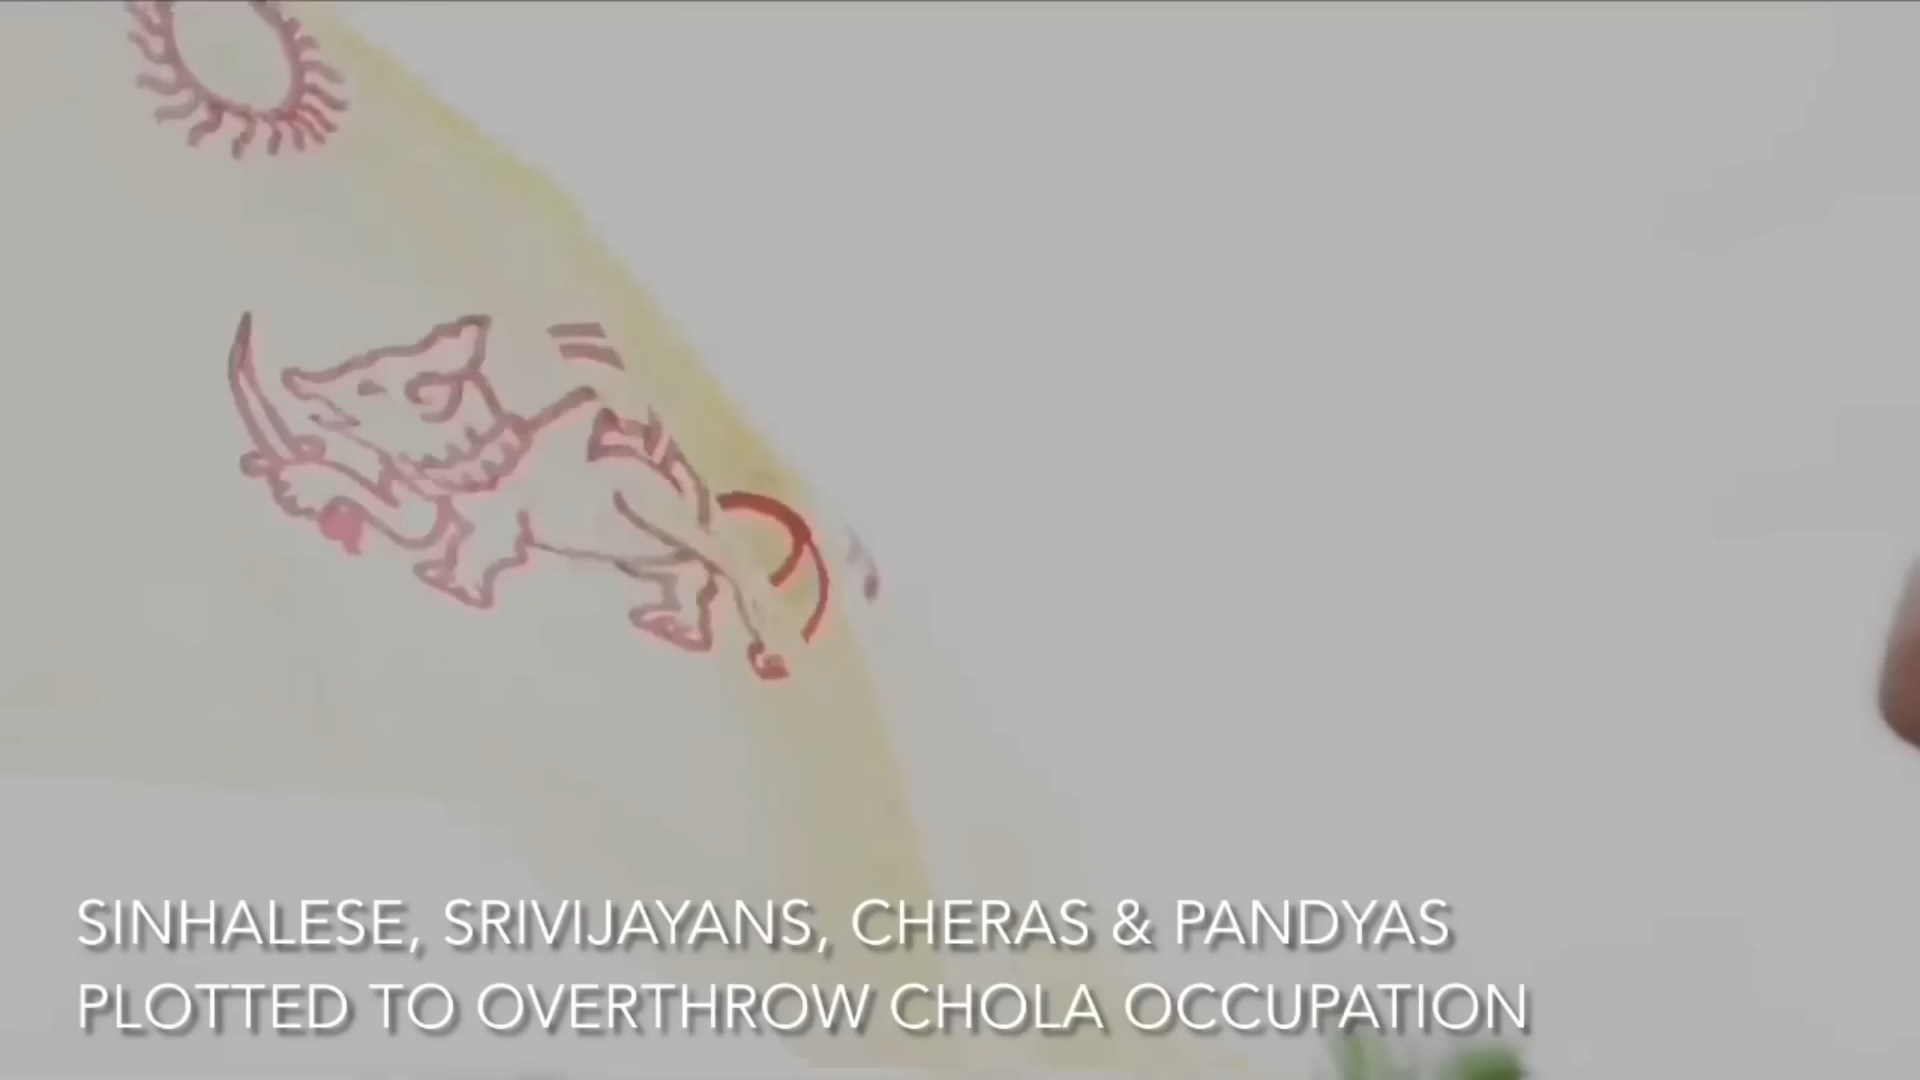 SINHALESE, SRIVIJAYANS, CHERAS & PANDYAS
PLOTTED TO OVERTHROW CHOLA OCCUPATION